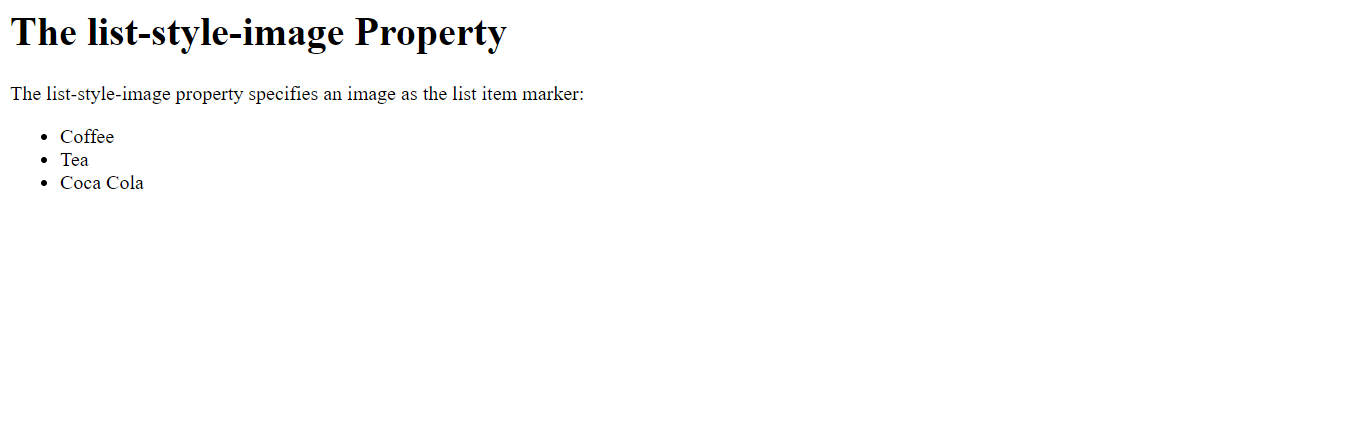 The list-style-image Property
The list-style-image property specifies an image as the list item marker:
• Coffee
• Tea
• Coca Cola